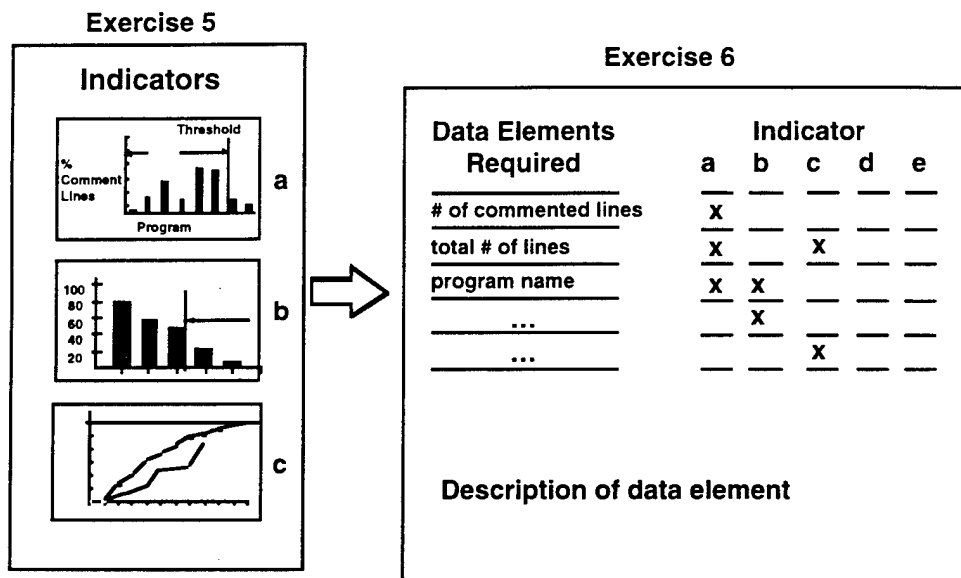 Exercise 5
Indicators
Threshold
%
Comment
Lines
Program
a
100
80
60
40
20
b
c
Exercise 6
Data Elements Indicator
Required a b c d e
# of commented lines x
total # of lines x x
program name x x
... x
... x
Description of data element